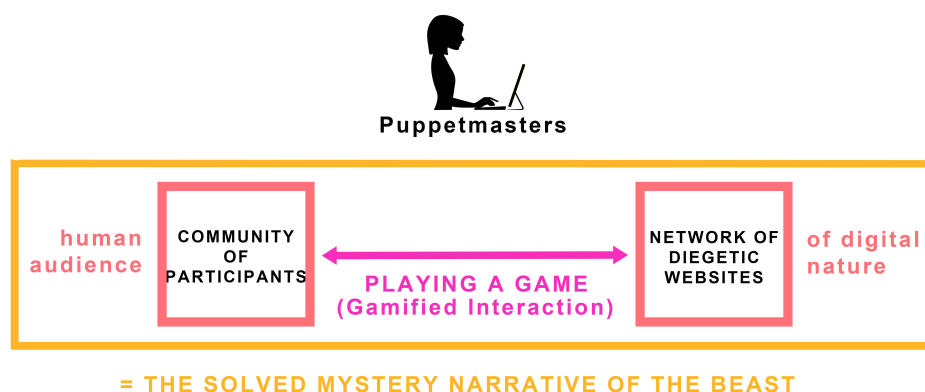 Puppetmasters
human
audience
COMMUNITY
OF
PARTICIPANTS
PLAYING A GAME
(Gamified Interaction)
NETWORK OF
DIEGETIC
WEBSITES
of digital
nature
= THE SOLVED MYSTERY NARRATIVE OF THE BEAST